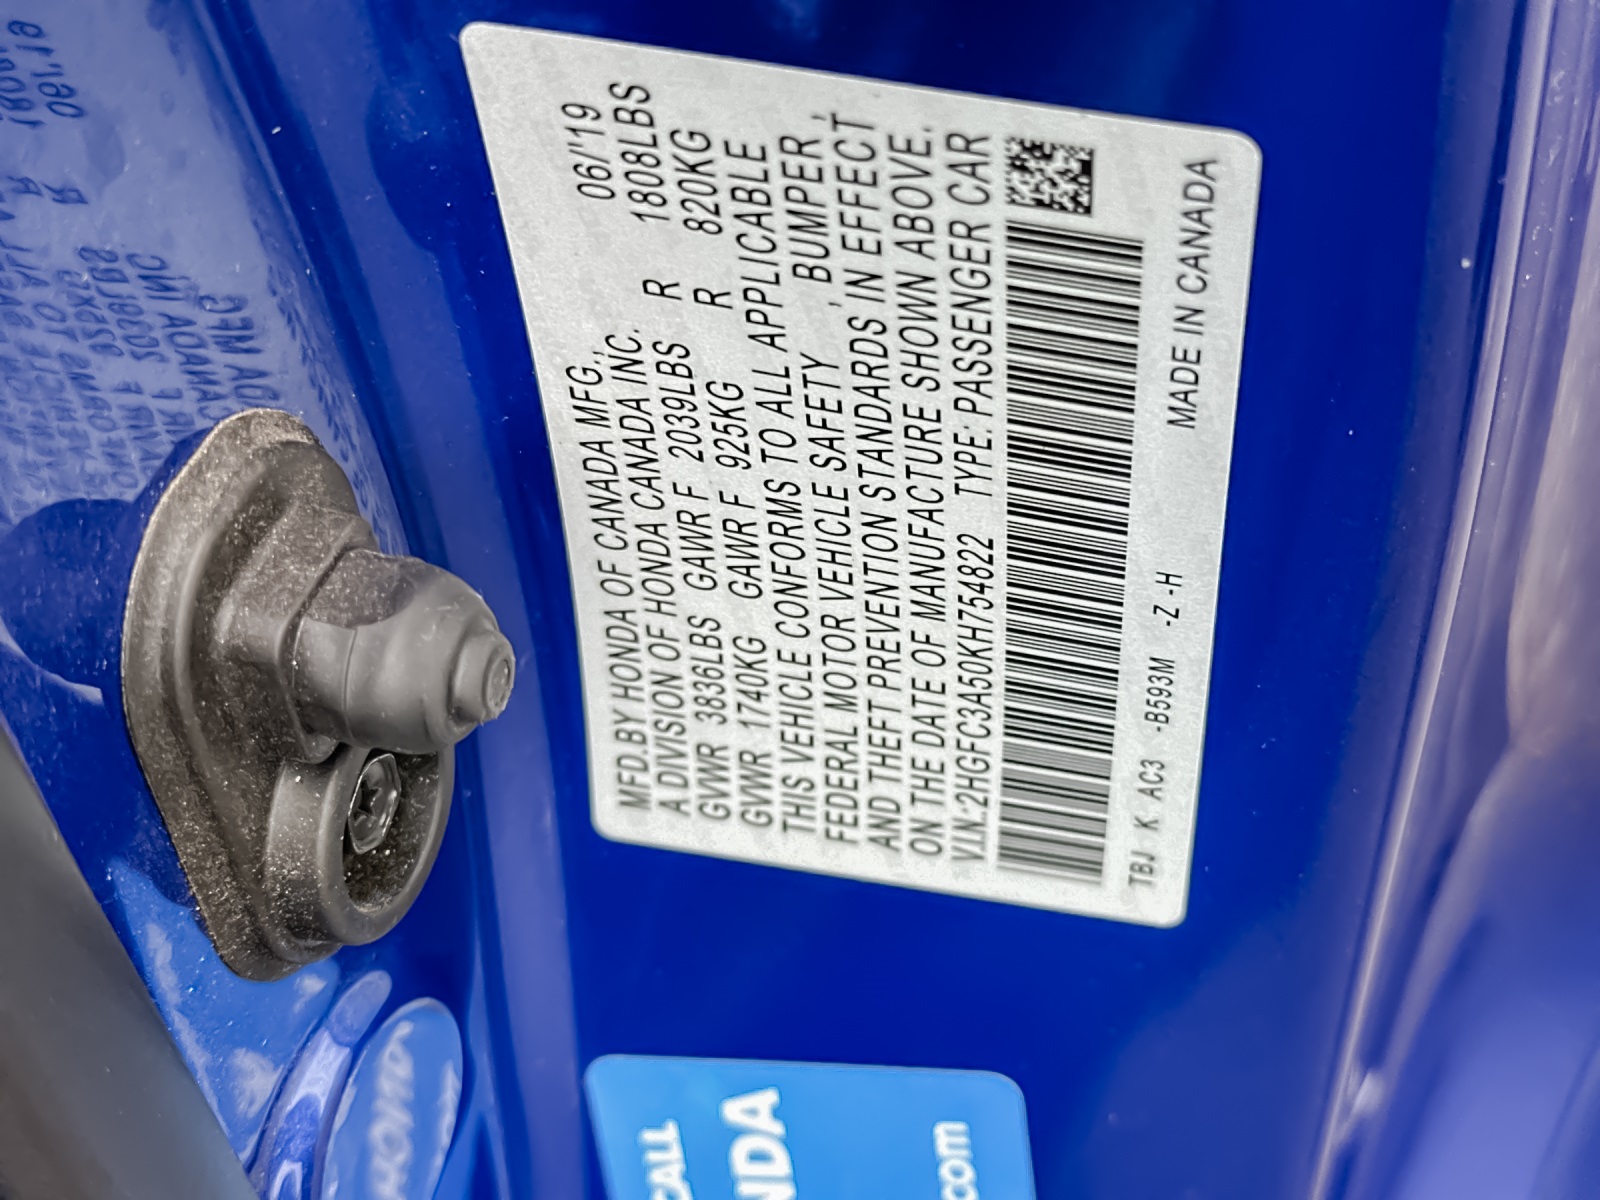 MFD.BY HONDA OF CANADA MFG., 06/'19
A DIVISION OF HONDA CANADA INC.
GVWR 3836LBS GAWR F 2039LBS R 1808LBS
GVWR 1740KG GAWR F 925KG R 820KG
THIS VEHICLE CONFORMS TO ALL APPLICABLE
FEDERAL MOTOR VEHICLE SAFETY , BUMPER ,
AND THEFT PREVENTION STANDARDS IN EFFECT
ON THE DATE OF MANUFACTURE SHOWN ABOVE.
V.I.N.:2HGFC3A50KH754822 TYPE: PASSENGER CAR
TBJ K AC3 -B593M -Z -H
MADE IN CANADA
CALL
NDA
com